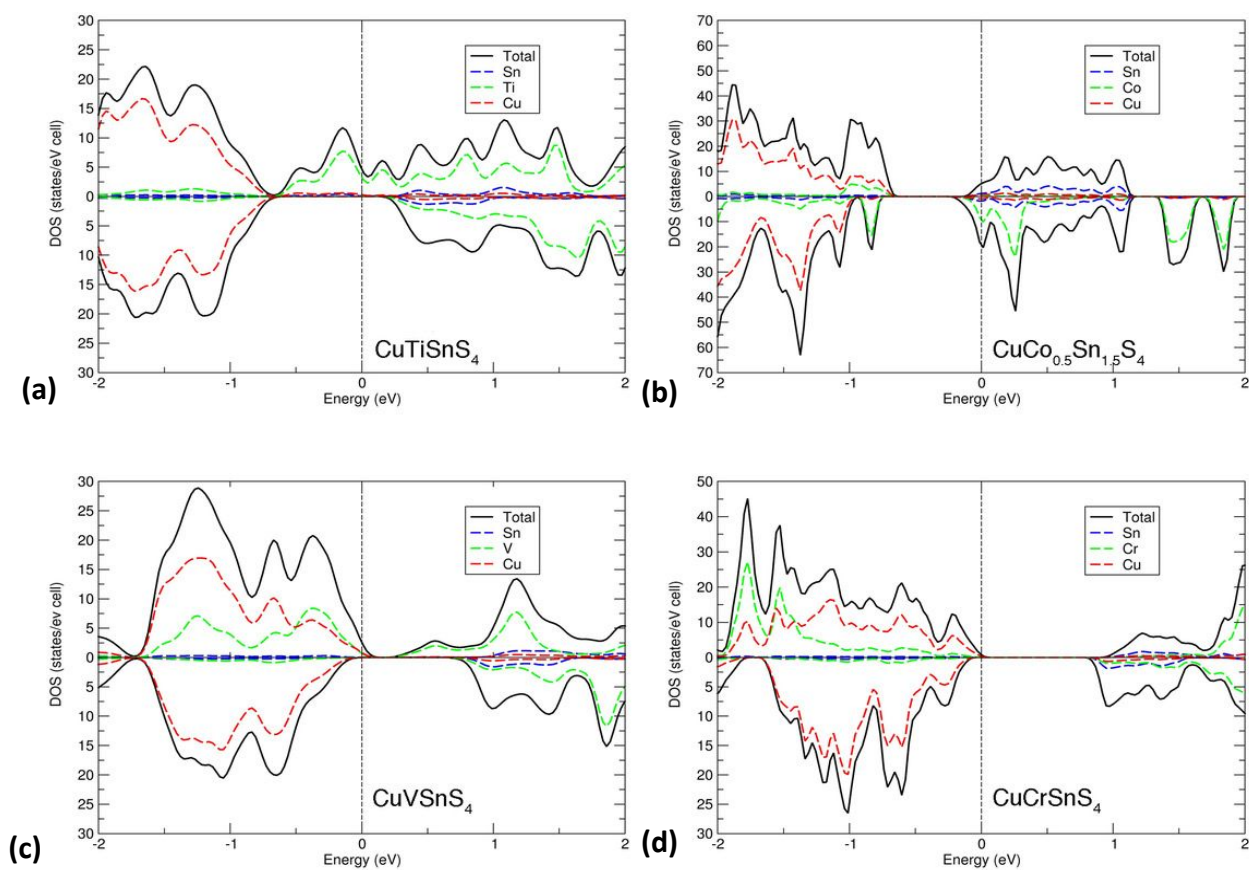 30
25
20
15
10
5
0
5
10
15
20
25
30
DOS (states/eV cell)
Total
Sn
Ti
Cu
CuTiSnS4
-2
-1
0
1
2
Energy (eV)
(a)
70
60
50
40
30
20
10
0
10
20
30
40
50
60
70
DOS (states/eV cell)
Total
Sn
Co
Cu
CuCo0.5Sn1.5S4
-2
-1
0
1
2
Energy (eV)
(b)
30
25
20
15
10
5
0
5
10
15
20
25
30
DOS (states/ev cell)
Total
Sn
V
Cu
CuVSnS4
-2
-1
0
1
2
Energy (eV)
(c)
50
40
30
20
10
0
5
10
15
20
25
30
DOS (states/eV cell)
Total
Sn
Cr
Cu
CuCrSnS4
-2
-1
0
1
2
Energy (eV)
(d)